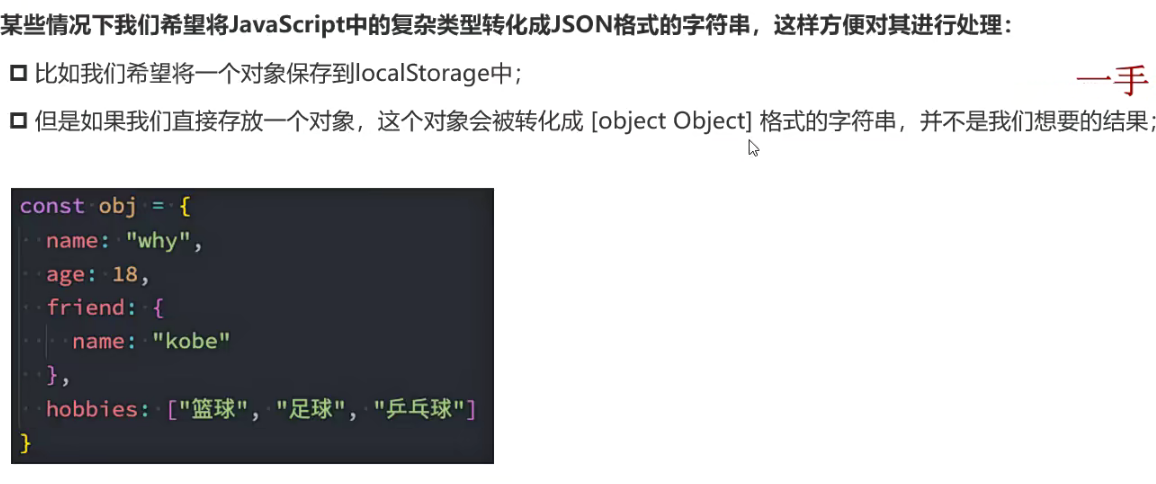 某些情况下我们希望将JavaScript中的复杂类型转化成JSON格式的字符串，这样方便对其进行处理：
比如我们希望将一个对象保存到localStorage中；
一手
但是如果我们直接存放一个对象，这个对象会被转化成 [object Object] 格式的字符串，并不是我们想要的结果；
const obj = {
  name: "why",
  age: 18,
  friend: {
    name: "kobe"
  },
  hobbies: ["篮球", "足球", "乒乓球"]
}